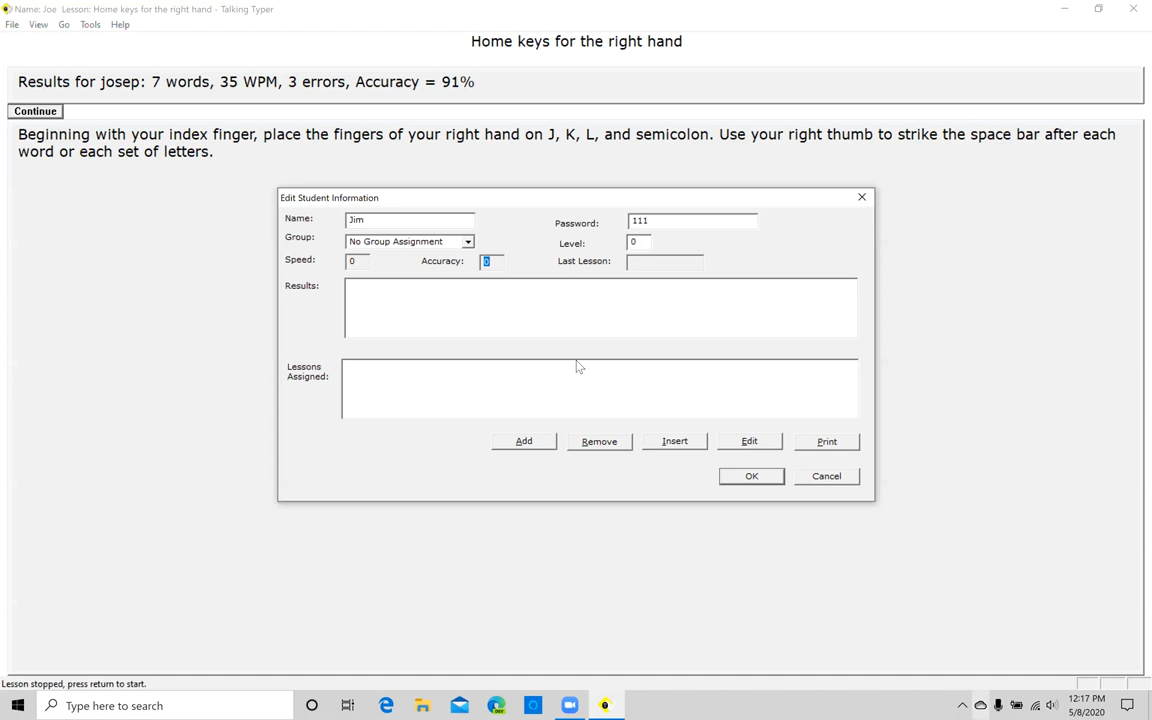 Name: Joe Lesson: Home keys for the right hand - Talking Typer
File View Go Tools Help
Home keys for the right hand
Results for josep: 7 words, 35 WPM, 3 errors, Accuracy = 91%
Continue
Beginning with your index finger, place the fingers of your right hand on J, K, L, and semicolon. Use your right thumb to strike the space bar after each
word or each set of letters.
Edit Student Information
Name: Jim Password: 111
Group: No Group Assignment Level: 0
Speed: 0 Accuracy: 0 Last Lesson:
Results:
Lessons
Assigned:
Add Remove Insert Edit Print
OK Cancel
Lesson stopped, press return to start.
Type here to search
12:17 PM
5/8/2020